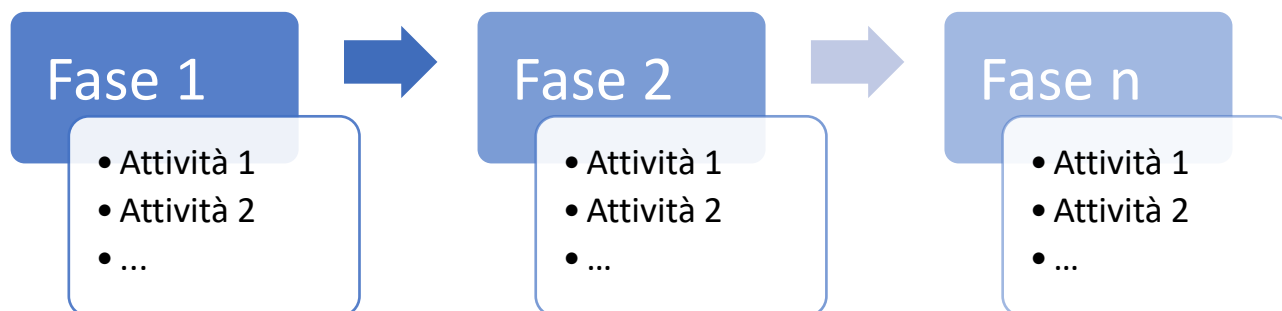 Fase 1
• Attività 1
• Attività 2
• ...
Fase 2
• Attività 1
• Attività 2
• ...
Fase n
• Attività 1
• Attività 2
• ...